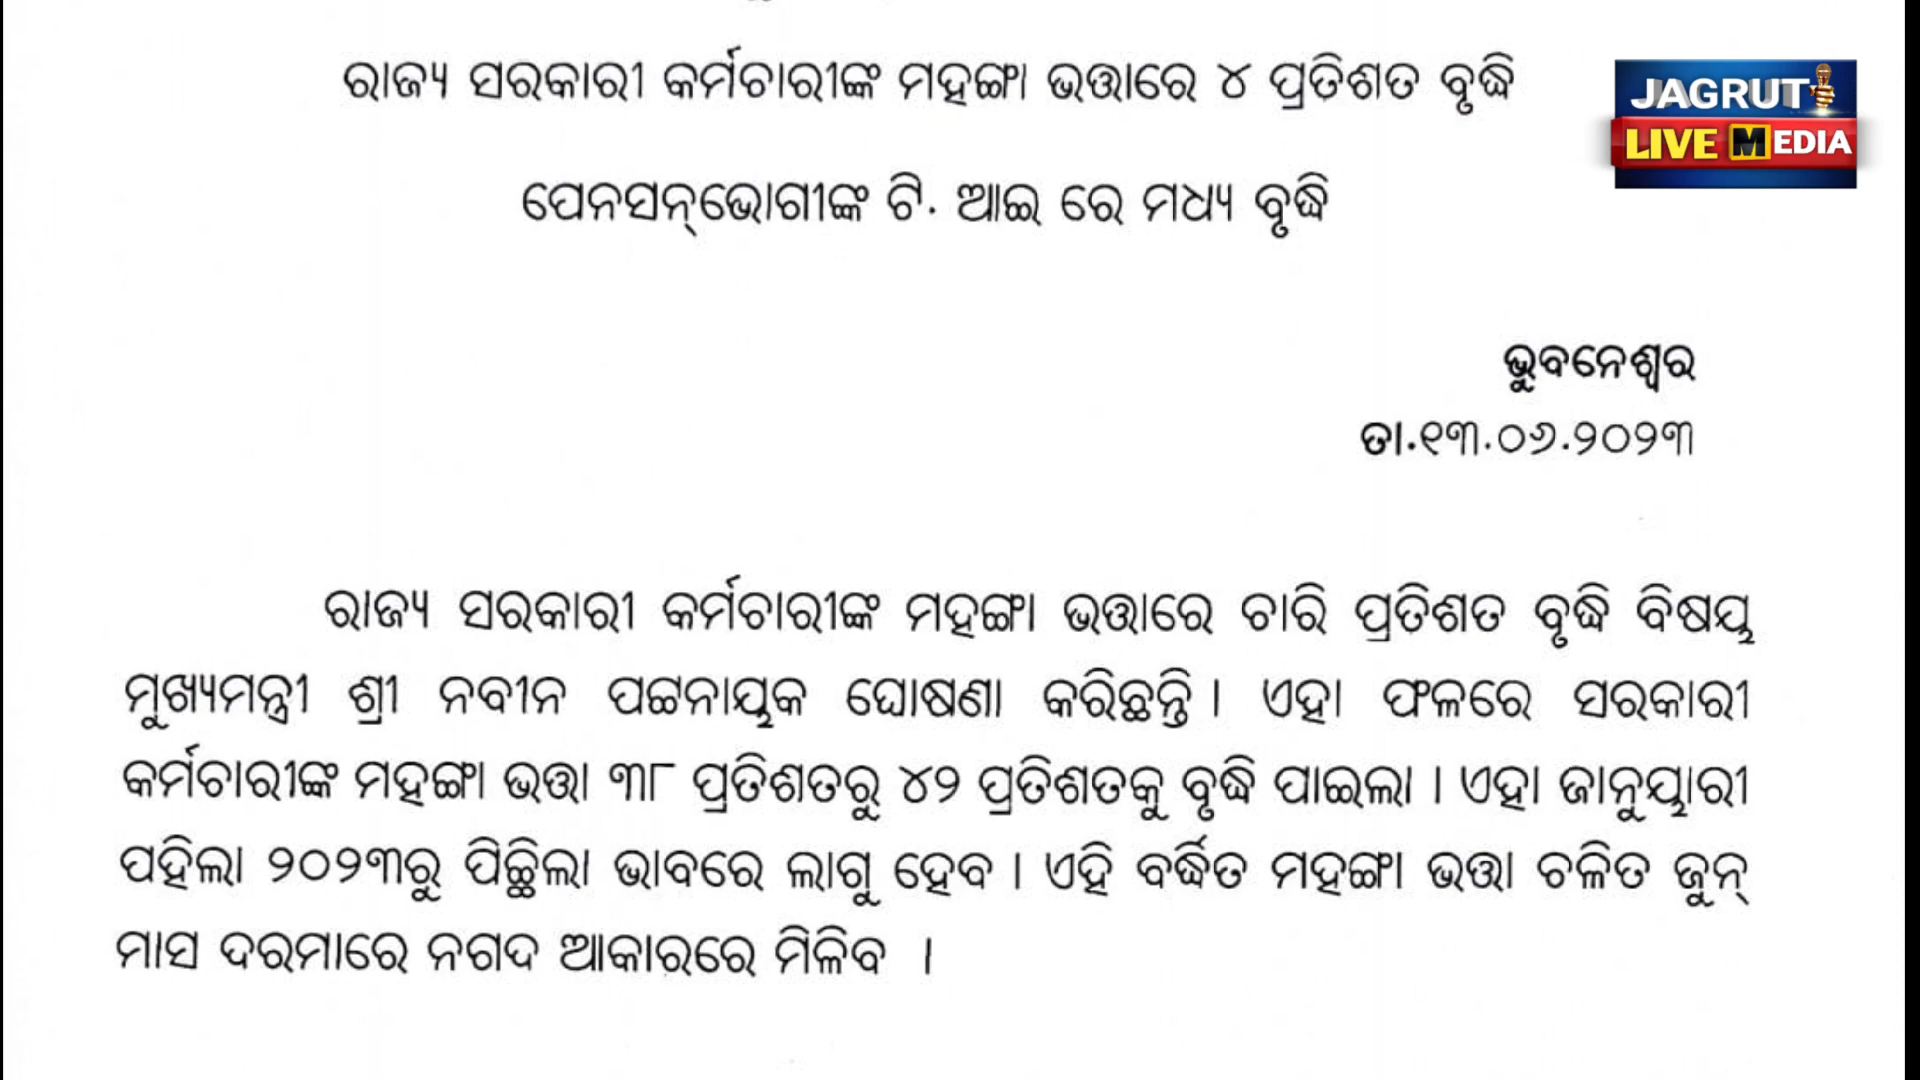 ରାଜ୍ୟ ସରକାରୀ କର୍ମଚାରୀଙ୍କ ମହଙ୍ଗା ଭତ୍ତାରେ ୪ ପ୍ରତିଶତ ବୃଦ୍ଧି
JAGRUT
LIVE MEDIA
ପେନସନ୍‌ଭୋଗୀଙ୍କ ଟି. ଆଇ ରେ ମଧ୍ୟ ବୃଦ୍ଧି
ଭୁବନେଶ୍ୱର
ତା.୧୩.୦୬.୨୦୨୩
ରାଜ୍ୟ ସରକାରୀ କର୍ମଚାରୀଙ୍କ ମହଙ୍ଗା ଭତ୍ତାରେ ଚାରି ପ୍ରତିଶତ ବୃଦ୍ଧି ବିଷୟ
ମୁଖ୍ୟମନ୍ତ୍ରୀ ଶ୍ରୀ ନବୀନ ପଟ୍ଟନାୟକ ଘୋଷଣା କରିଛନ୍ତି। ଏହା ଫଳରେ ସରକାରୀ
କର୍ମଚାରୀଙ୍କ ମହଙ୍ଗା ଭତ୍ତା ୩୮ ପ୍ରତିଶତରୁ ୪୨ ପ୍ରତିଶତକୁ ବୃଦ୍ଧି ପାଇଲା । ଏହା ଜାନୁୟାରୀ
ପହିଲା ୨୦୨୩ରୁ ପିଚ୍ଛିଲା ଭାବରେ ଲାଗୁ ହେବ । ଏହି ବର୍ଦ୍ଧିତ ମହଙ୍ଗା ଭତ୍ତା ଚଳିତ ଜୁନ୍
ମାସ ଦରମାରେ ନଗଦ ଆକାରରେ ମିଳିବ ।